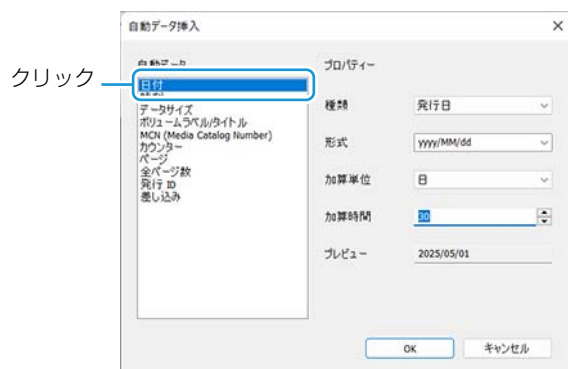 自動データ挿入
自動データ
プロパティー
クリック
日付
データサイズ
ボリュームラベル/タイトル
MCN (Media Catalog Number)
カウンター
ページ
全ページ数
発行 ID
差し込み
種類
発行日
形式
yyyy/MM/dd
加算単位
日
加算時間
30
プレビュー
2025/05/01
OK
キャンセル